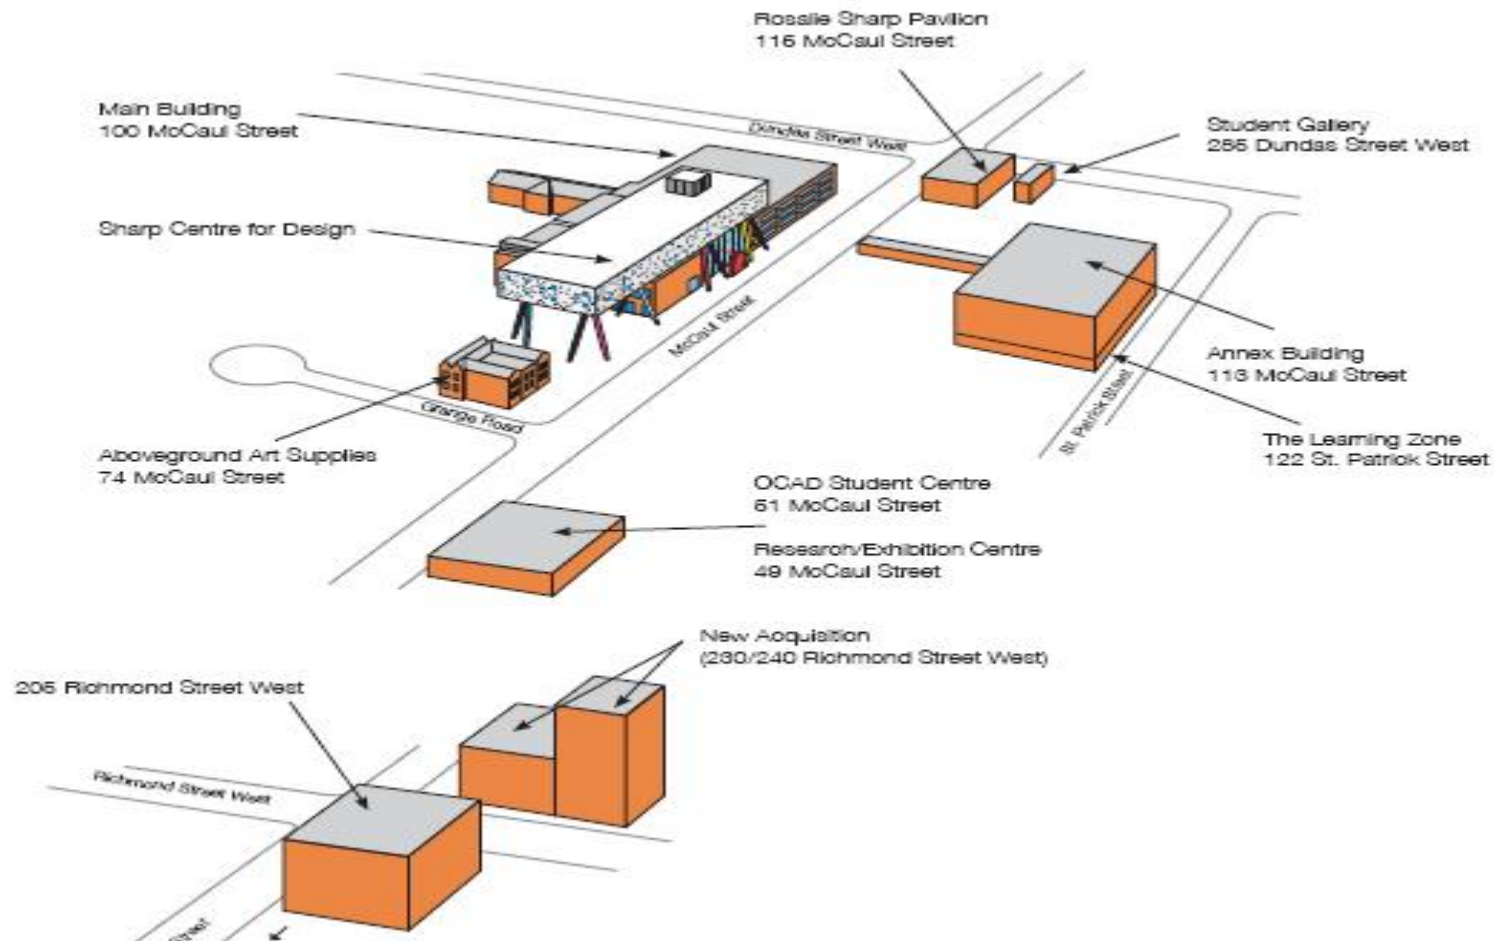 Rosalie Sharp Pavilion
115 McCaul Street
Main Building
100 McCaul Street
Dundas Street West
Student Gallery
285 Dundas Street West
Sharp Centre for Design
McCaul Street
Annex Building
113 McCaul Street
St. Patrick Street
Grange Road
The Learning Zone
122 St. Patrick Street
Aboveground Art Supplies
74 McCaul Street
OCAD Student Centre
51 McCaul Street
Research/Exhibition Centre
49 McCaul Street
New Acquisition
(230/240 Richmond Street West)
205 Richmond Street West
Richmond Street West
Street